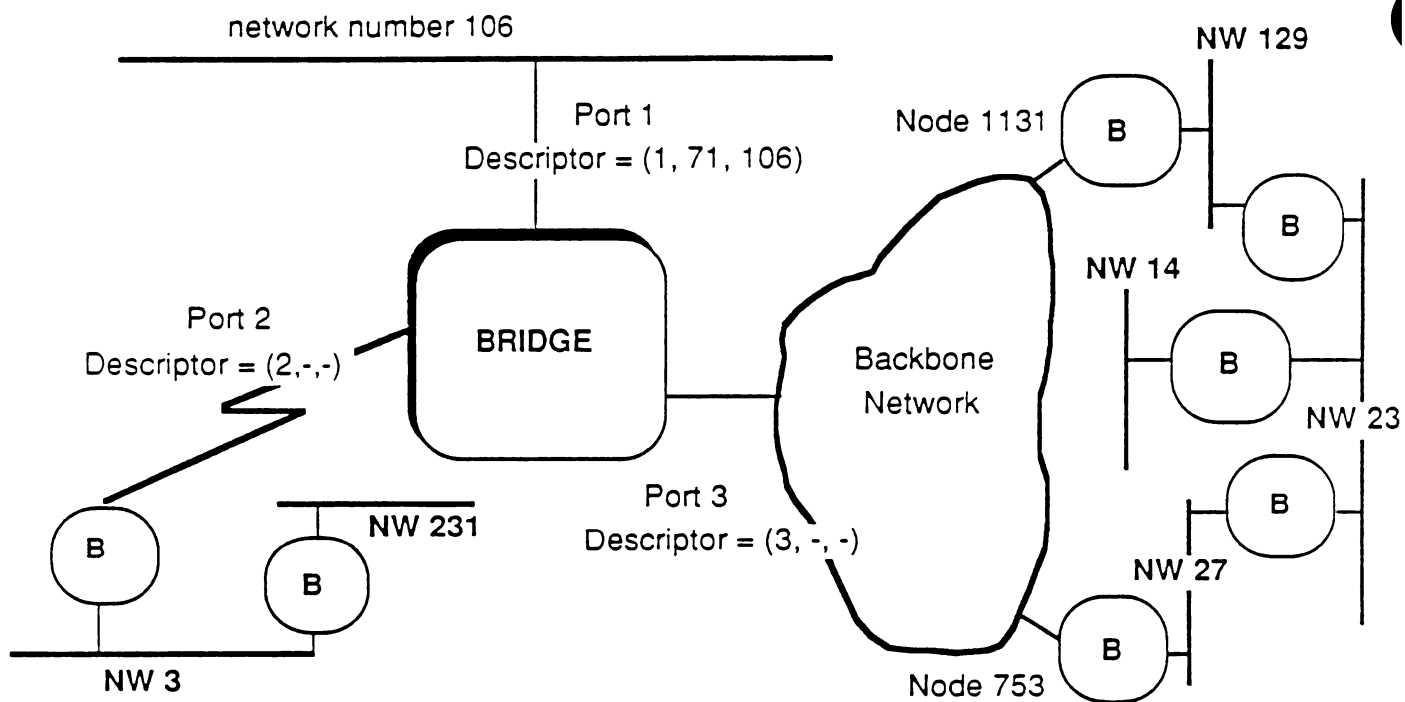 network number 106
NW 129
Port 1
Node 1131
B
Descriptor = (1, 71, 106)
B
NW 14
Port 2
BRIDGE
Descriptor = (2,-,-)
Backbone
Network
B
NW 23
Port 3
NW 231
B
Descriptor = (3, -, -)
B
B
NW 27
B
NW 3
Node 753